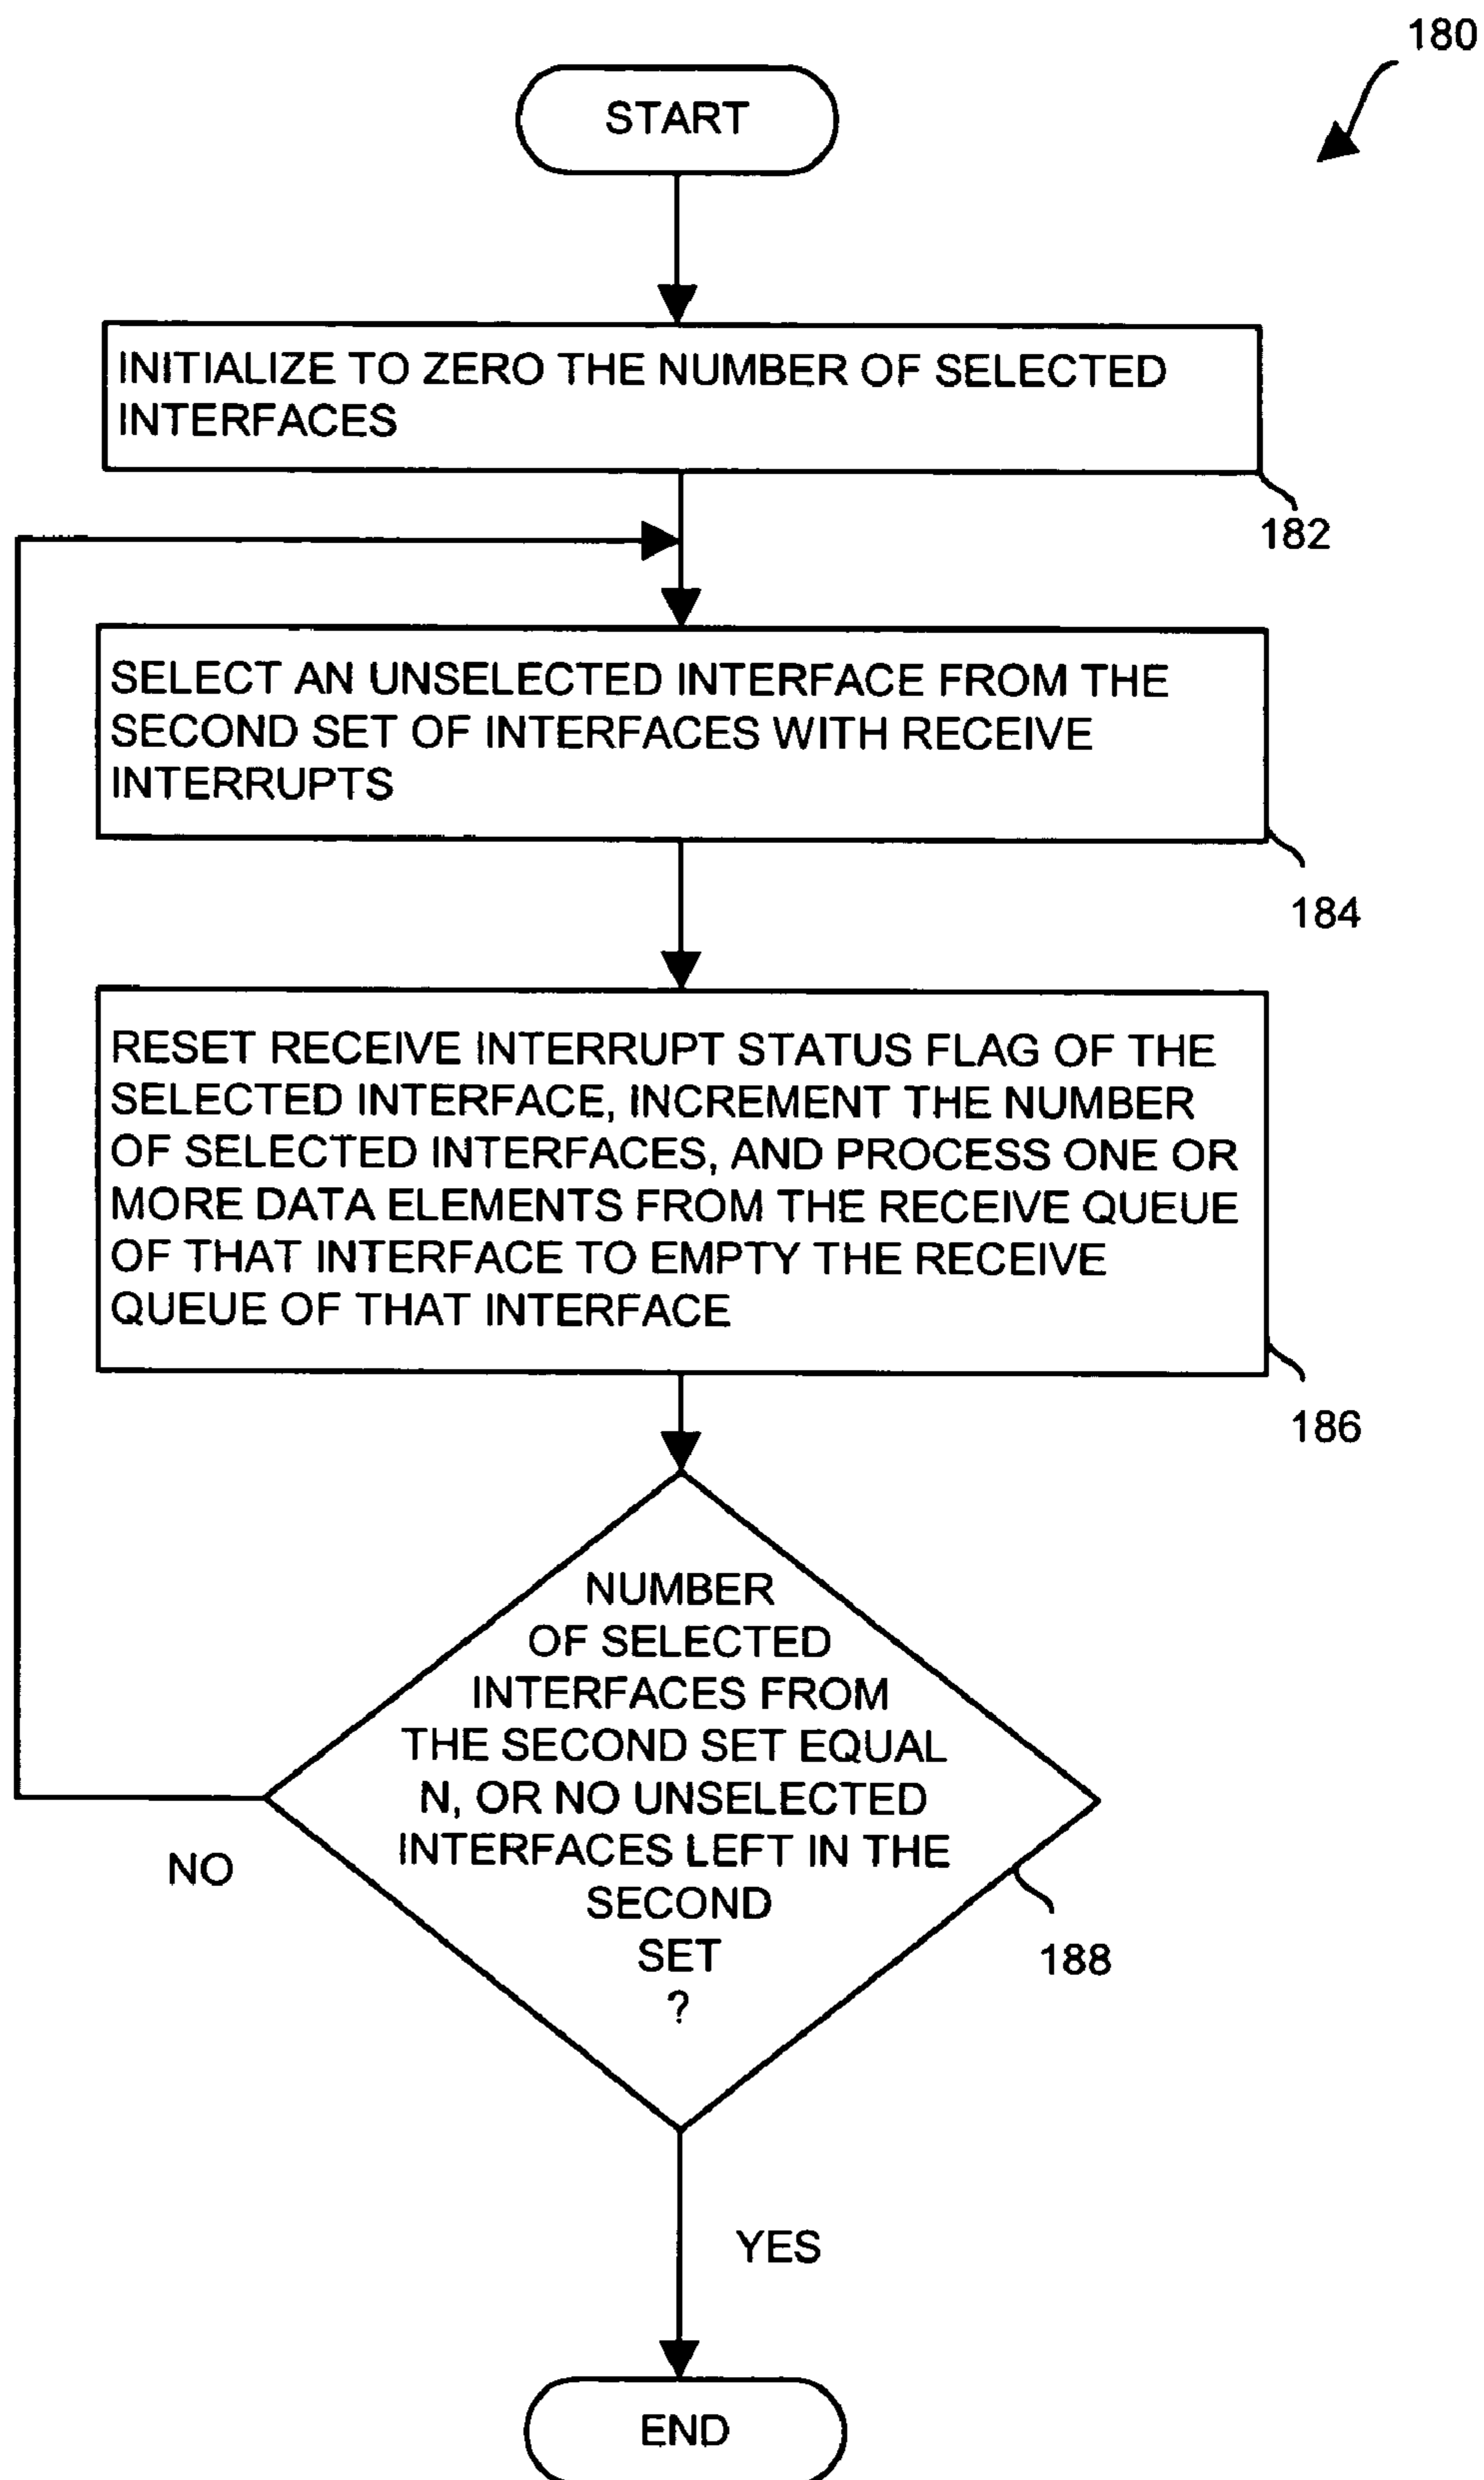 180
START
INITIALIZE TO ZERO THE NUMBER OF SELECTED
INTERFACES
182
SELECT AN UNSELECTED INTERFACE FROM THE
SECOND SET OF INTERFACES WITH RECEIVE
INTERRUPTS
184
RESET RECEIVE INTERRUPT STATUS FLAG OF THE
SELECTED INTERFACE, INCREMENT THE NUMBER
OF SELECTED INTERFACES, AND PROCESS ONE OR
MORE DATA ELEMENTS FROM THE RECEIVE QUEUE
OF THAT INTERFACE TO EMPTY THE RECEIVE
QUEUE OF THAT INTERFACE
186
NUMBER
OF SELECTED
INTERFACES FROM
THE SECOND SET EQUAL
N, OR NO UNSELECTED
INTERFACES LEFT IN THE
SECOND
SET
?
NO
188
YES
END